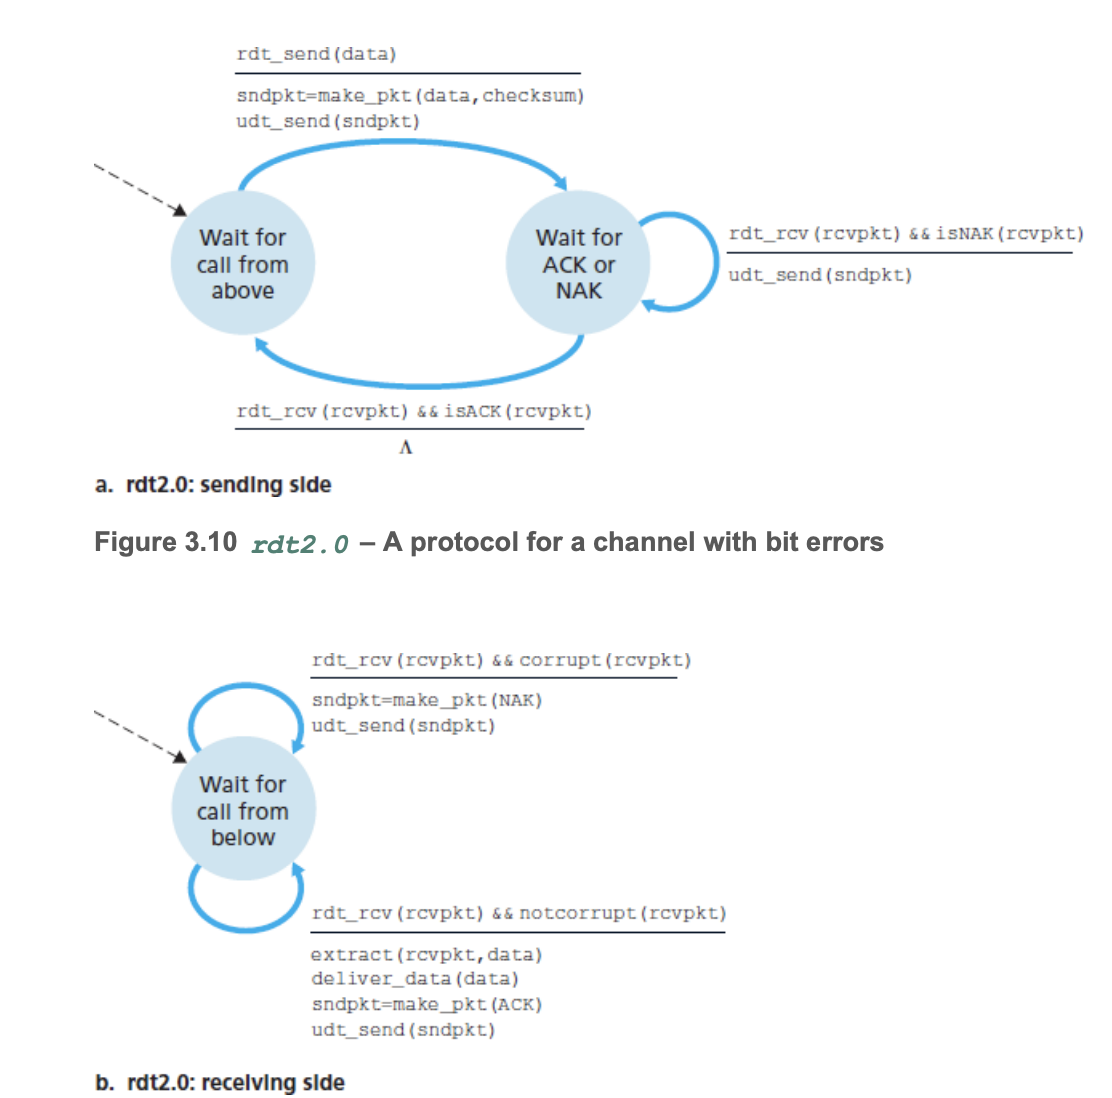 rdt_send(data)
sndpkt=make_pkt(data,checksum)
udt_send(sndpkt)
Wait for
call from
above
Wait for
ACK or
NAK
rdt_rcv(rcvpkt) && isNAK(rcvpkt)
udt_send(sndpkt)
rdt_rcv(rcvpkt) && isACK(rcvpkt)
Λ
a. rdt2.0: sending side
Figure 3.10 rdt2.0 – A protocol for a channel with bit errors
rdt_rcv(rcvpkt) && corrupt(rcvpkt)
sndpkt=make_pkt(NAK)
udt_send(sndpkt)
Wait for
call from
below
rdt_rcv(rcvpkt) && notcorrupt(rcvpkt)
extract(rcvpkt,data)
deliver_data(data)
sndpkt=make_pkt(ACK)
udt_send(sndpkt)
b. rdt2.0: receiving side